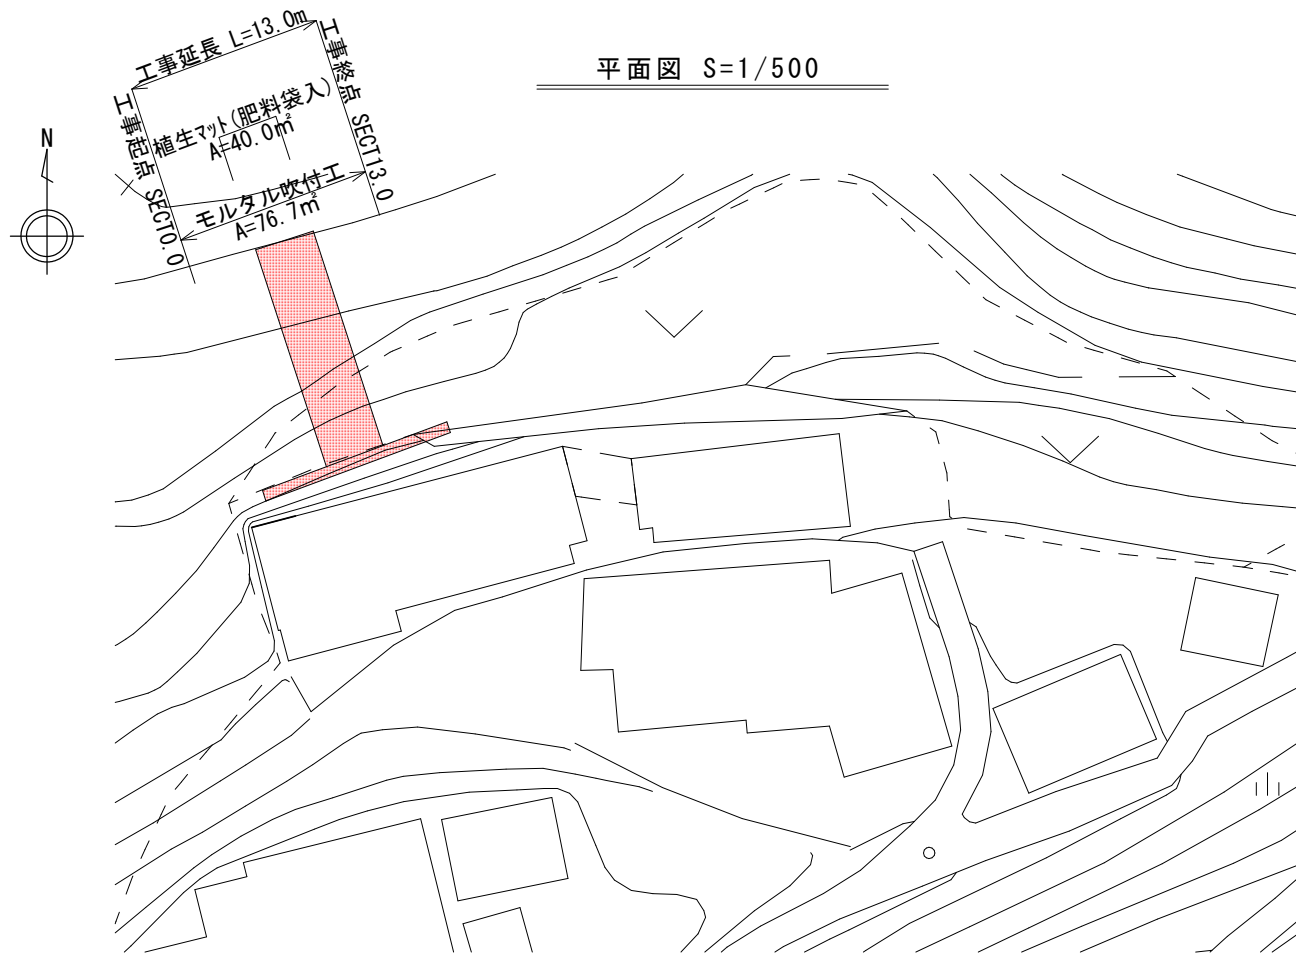 平面図 S=1/500
工事延長 L=13.0m
工事起点 SECT0.0
工事終点 SECT13.0
植生マット(肥料袋入)
A=40.0㎡
モルタル吹付工
A=76.7㎡
N